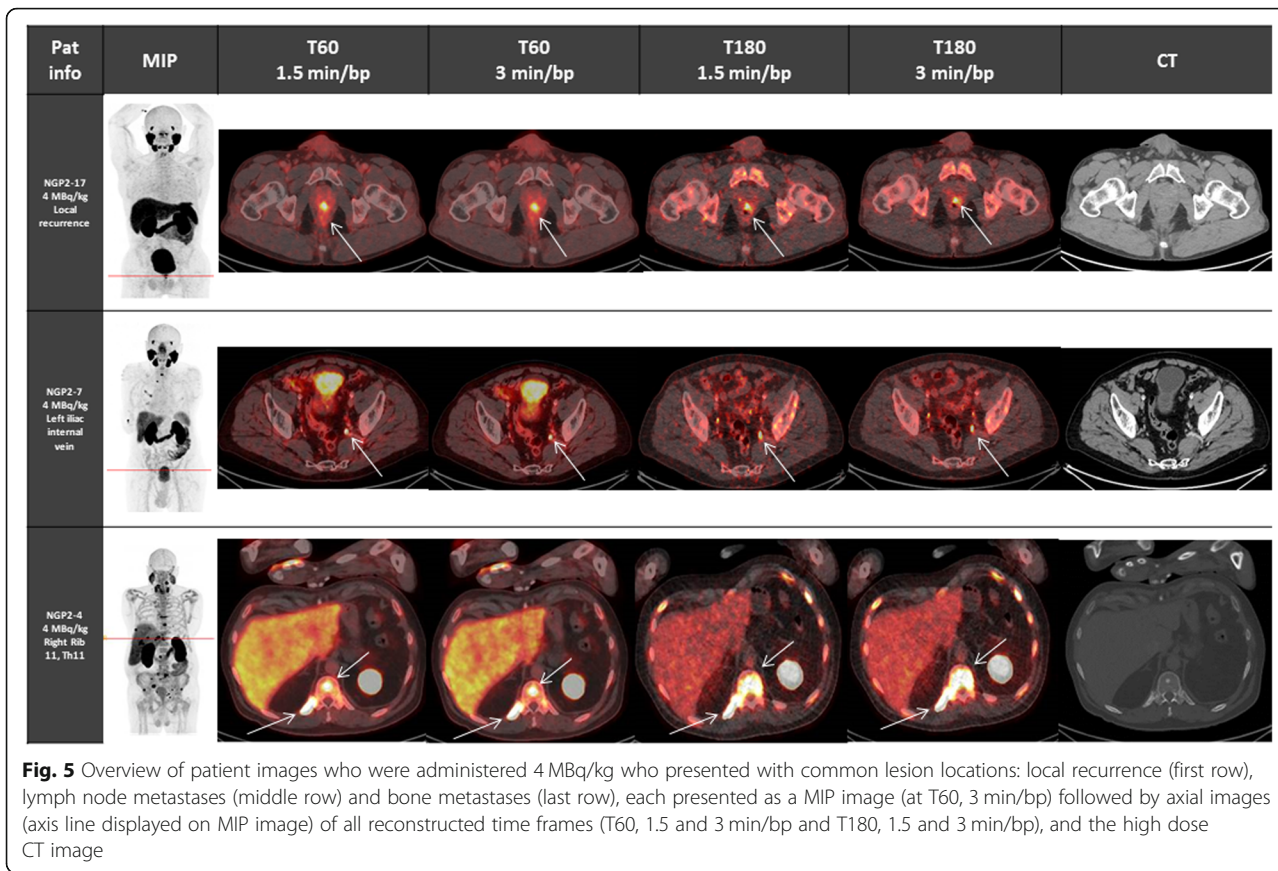 Pat info
MIP
T60
1.5 min/bp
T60
3 min/bp
T180
1.5 min/bp
T180
3 min/bp
CT
NGP2-17
4 MBq/kg
Local
recurrence
NGP2-7
4 MBq/kg
Left iliac
internal
vein
NGP2-4
4 MBq/kg
Right Rib
11, Th11
Fig. 5 Overview of patient images who were administered 4 MBq/kg who presented with common lesion locations: local recurrence (first row),
lymph node metastases (middle row) and bone metastases (last row), each presented as a MIP image (at T60, 3 min/bp) followed by axial images
(axis line displayed on MIP image) of all reconstructed time frames (T60, 1.5 and 3 min/bp and T180, 1.5 and 3 min/bp), and the high dose
CT image